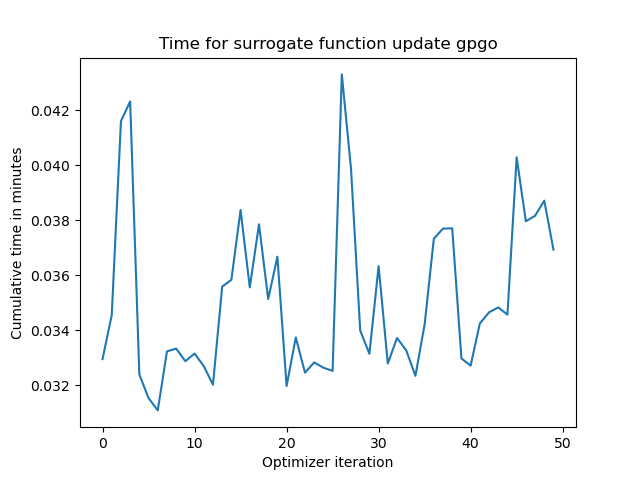 Time for surrogate function update gpgo
Cumulative time in minutes
0.042
0.040
0.038
0.036
0.034
0.032
0 10 20 30 40 50
Optimizer iteration